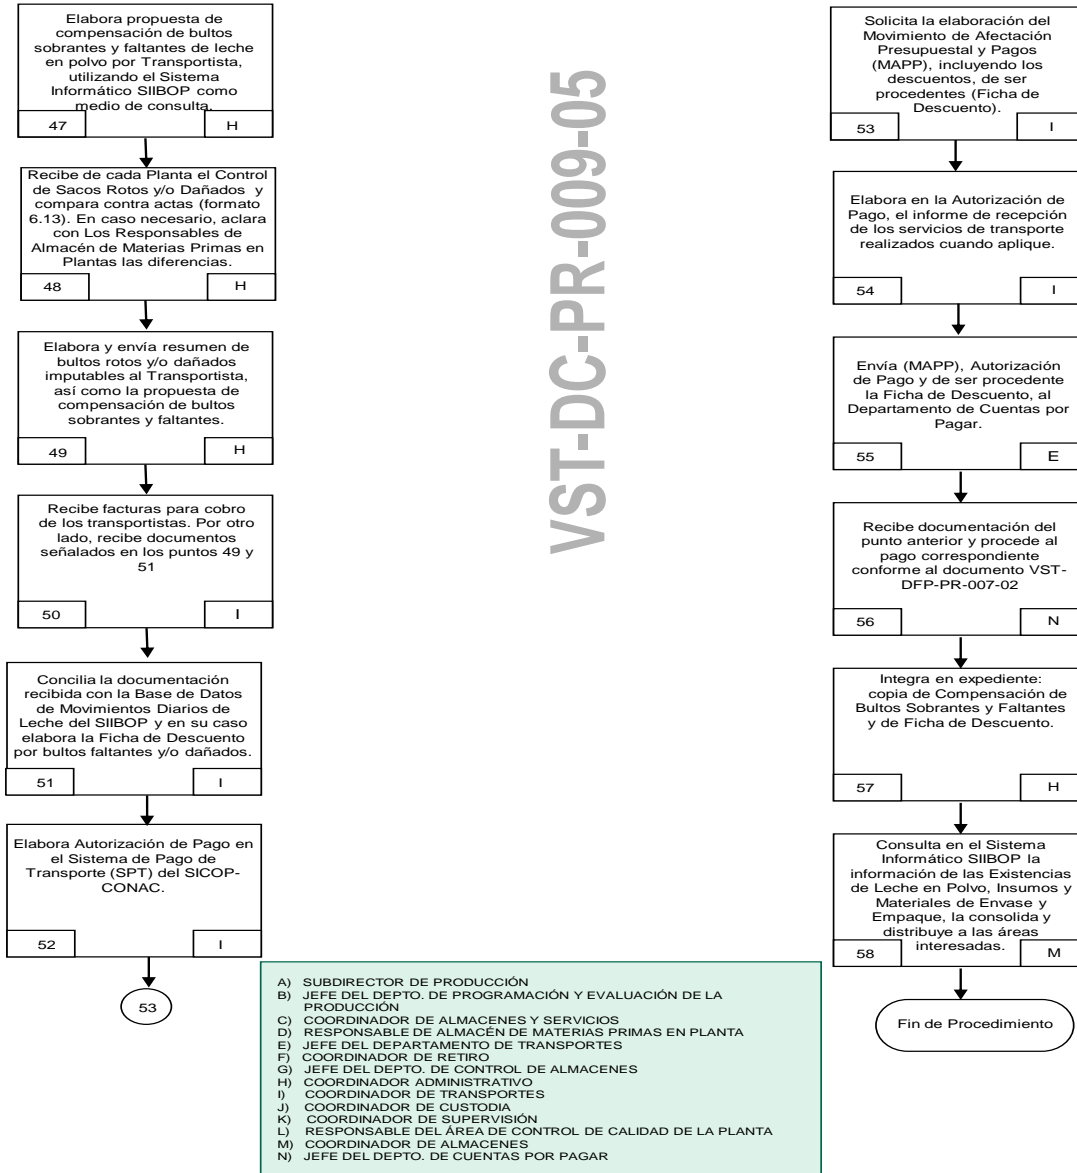 Elabora propuesta de
compensación de bultos
sobrantes y faltantes de leche
en polvo por Transportista,
utilizando el Sistema
Informático SIIBOP como
medio de consulta.
47
H
Recibe de cada Planta el Control
de Sacos Rotos y/o Dañados y
compara contra actas (formato
6.13). En caso necesario, aclara
con Los Responsables de
Almacén de Materias Primas en
Plantas las diferencias.
48
H
Elabora y envía resumen de
bultos rotos y/o dañados
imputables al Transportista,
así como la propuesta de
compensación de bultos
sobrantes y faltantes.
49
H
Recibe facturas para cobro
de los transportistas. Por otro
lado, recibe documentos
señalados en los puntos 49 y
51
50
I
Concilia la documentación
recibida con la Base de Datos
de Movimientos Diarios de
Leche del SIIBOP y en su caso
elabora la Ficha de Descuento
por bultos faltantes y/o dañados.
51
I
Elabora Autorización de Pago en
el Sistema de Pago de
Transporte (SPT) del SICOP-
CONAC.
52
I
53
VST-DC-PR-009-05
Solicita la elaboración del
Movimiento de Afectación
Presupuestal y Pagos
(MAPP), incluyendo los
descuentos, de ser
procedentes (Ficha de
Descuento).
53
I
Elabora en la Autorización de
Pago, el informe de recepción
de los servicios de transporte
realizados cuando aplique.
54
I
Envía (MAPP), Autorización
de Pago y de ser procedente
la Ficha de Descuento, al
Departamento de Cuentas por
Pagar.
55
E
Recibe documentación del
punto anterior y procede al
pago correspondiente
conforme al documento VST-
DFP-PR-007-02
56
N
Integra en expediente:
copia de Compensación de
Bultos Sobrantes y Faltantes
y de Ficha de Descuento.
57
H
Consulta en el Sistema
Informático SIIBOP la
información de las Existencias
de Leche en Polvo, Insumos y
Materiales de Envase y
Empaque, la consolida y
distribuye a las áreas
interesadas.
58
M
Fin de Procedimiento
A) SUBDIRECTOR DE PRODUCCIÓN
B) JEFE DEL DEPTO. DE PROGRAMACIÓN Y EVALUACIÓN DE LA
PRODUCCIÓN
C) COORDINADOR DE ALMACENES Y SERVICIOS
D) RESPONSABLE DE ALMACÉN DE MATERIAS PRIMAS EN PLANTA
E) JEFE DEL DEPARTAMENTO DE TRANSPORTES
F) COORDINADOR DE RETIRO
G) JEFE DEL DEPTO. DE CONTROL DE ALMACENES
H) COORDINADOR ADMINISTRATIVO
I) COORDINADOR DE TRANSPORTES
J) COORDINADOR DE CUSTODIA
K) COORDINADOR DE SUPERVISIÓN
L) RESPONSABLE DEL ÁREA DE CONTROL DE CALIDAD DE LA PLANTA
M) COORDINADOR DE ALMACENES
N) JEFE DEL DEPTO. DE CUENTAS POR PAGAR